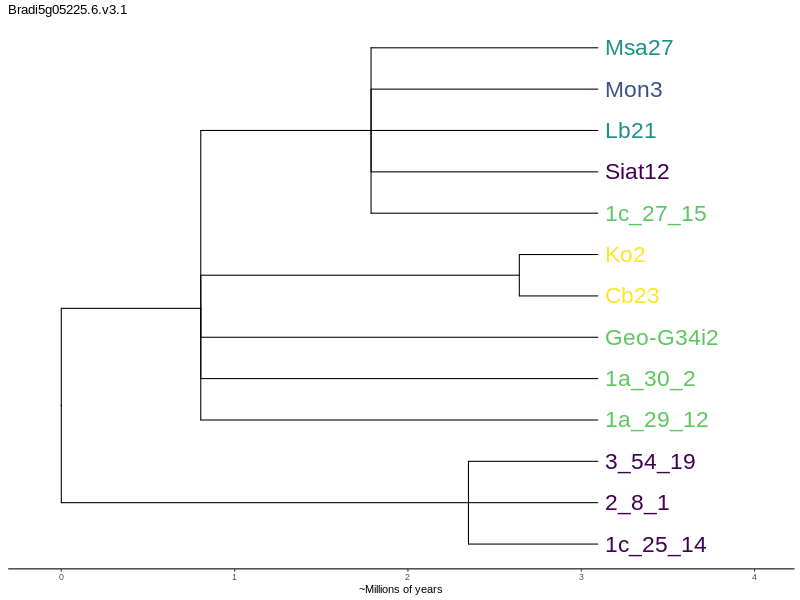 Bradi5g05225.6.v3.1
Msa27
Mon3
Lb21
Siat12
1c_27_15
Ko2
Cb23
Geo-G34i2
1a_30_2
1a_29_12
3_54_19
2_8_1
1c_25_14
0 1 2 3 4
~Millions of years